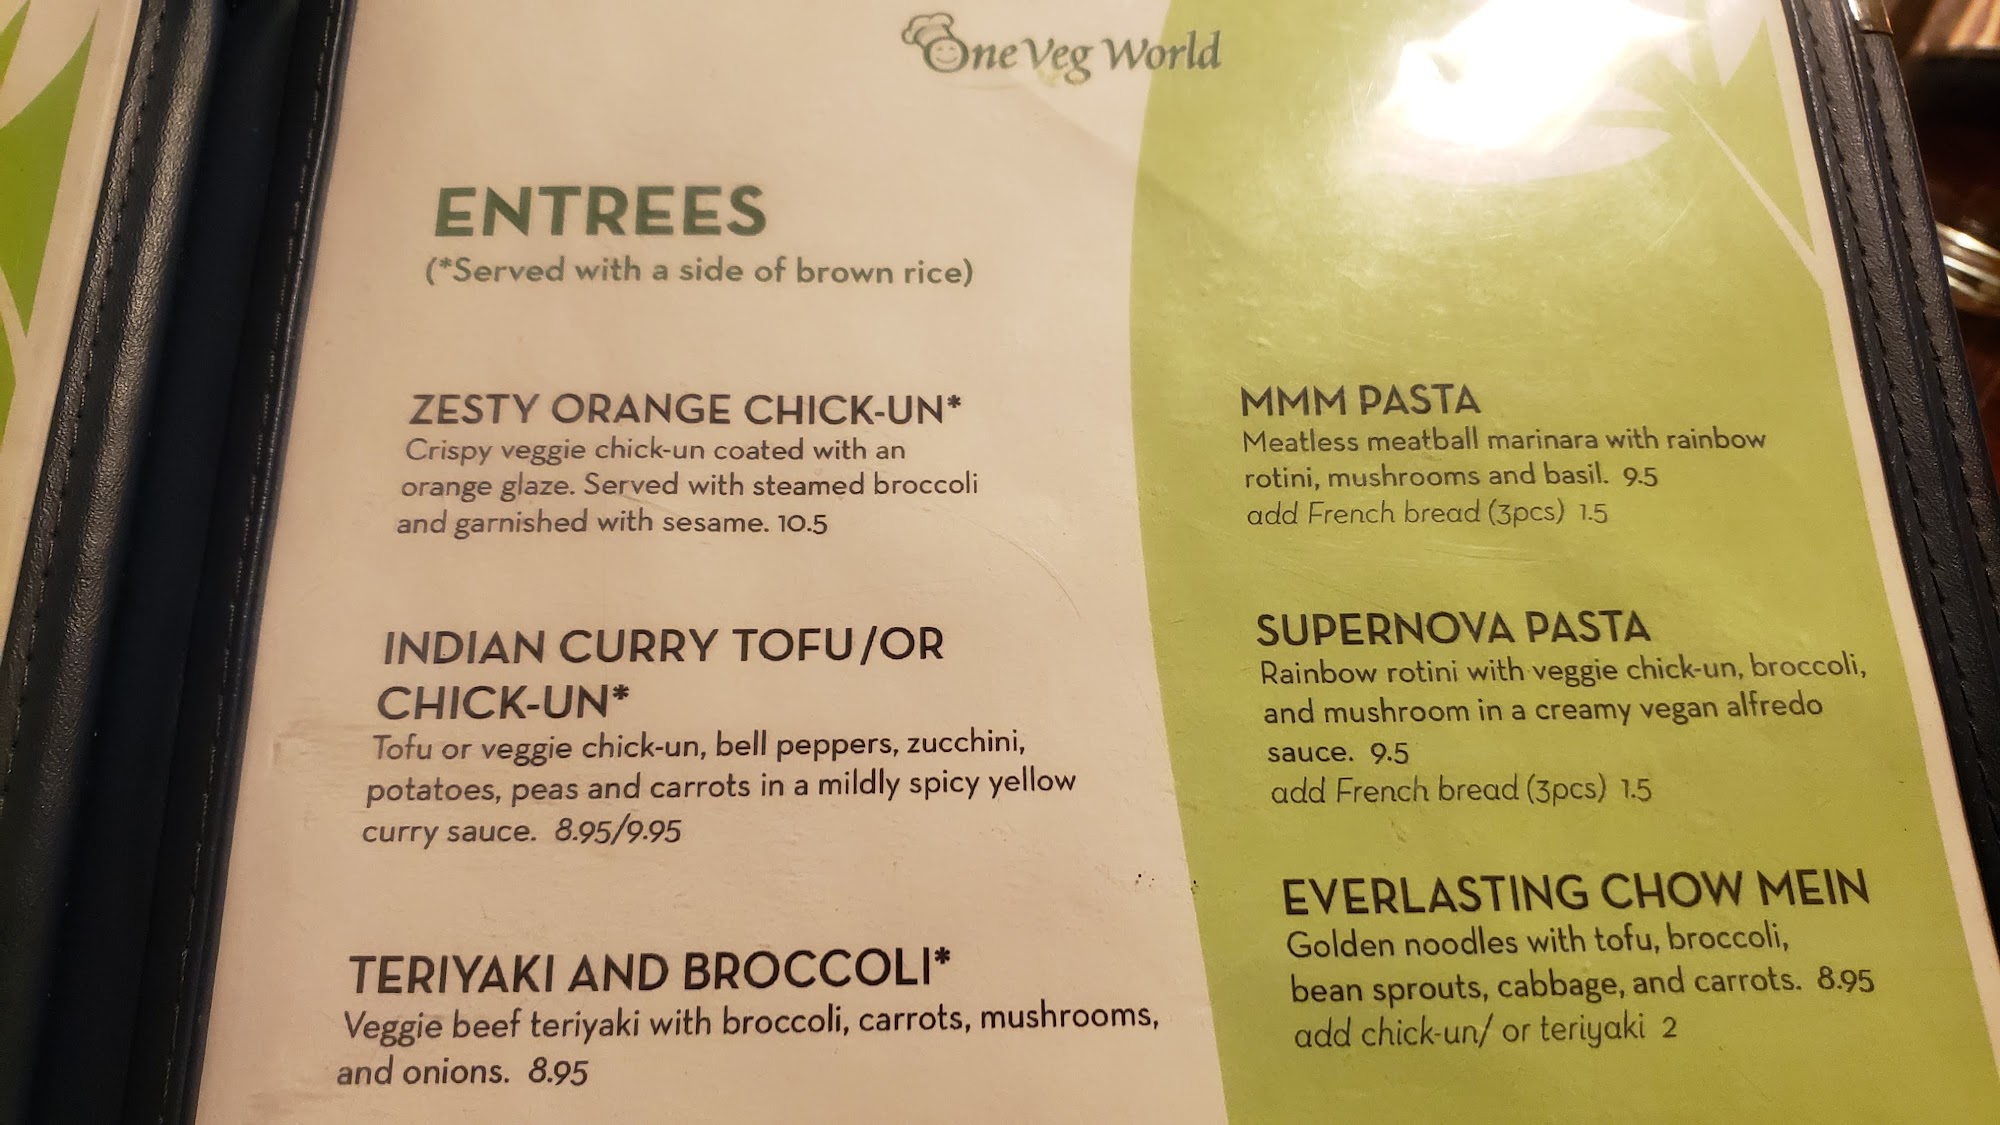 One Veg World
ENTREES
(*Served with a side of brown rice)
ZESTY ORANGE CHICK-UN*
Crispy veggie chick-un coated with an
orange glaze. Served with steamed broccoli
and garnished with sesame. 10.5
INDIAN CURRY TOFU/OR
CHICK-UN*
Tofu or veggie chick-un, bell peppers, zucchini,
potatoes, peas and carrots in a mildly spicy yellow
curry sauce. 8.95/9.95
TERIYAKI AND BROCCOLI*
Veggie beef teriyaki with broccoli, carrots, mushrooms,
and onions. 8.95
MMM PASTA
Meatless meatball marinara with rainbow
rotini, mushrooms and basil. 9.5
add French bread (3pcs) 1.5
SUPERNOVA PASTA
Rainbow rotini with veggie chick-un, broccoli,
and mushroom in a creamy vegan alfredo
sauce. 9.5
add French bread (3pcs) 1.5
EVERLASTING CHOW MEIN
Golden noodles with tofu, broccoli,
bean sprouts, cabbage, and carrots. 8.95
add chick-un/ or teriyaki 2